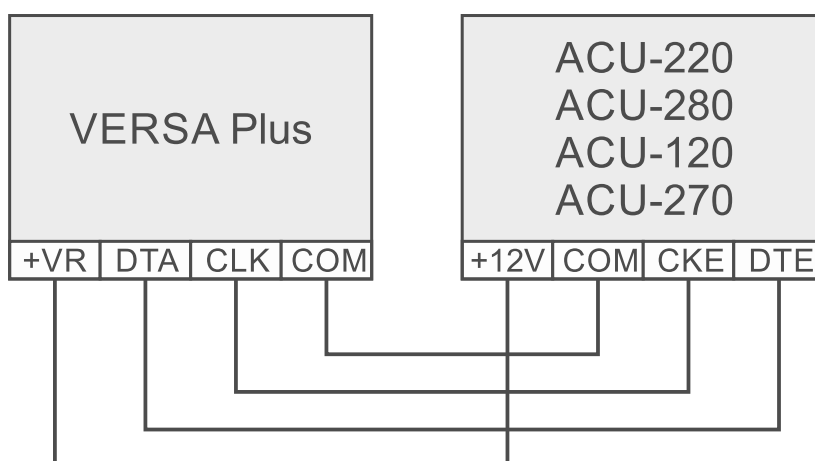 VERSA Plus
+VR DTA CLK COM
ACU-220
ACU-280
ACU-120
ACU-270
+12V COM CKE DTE